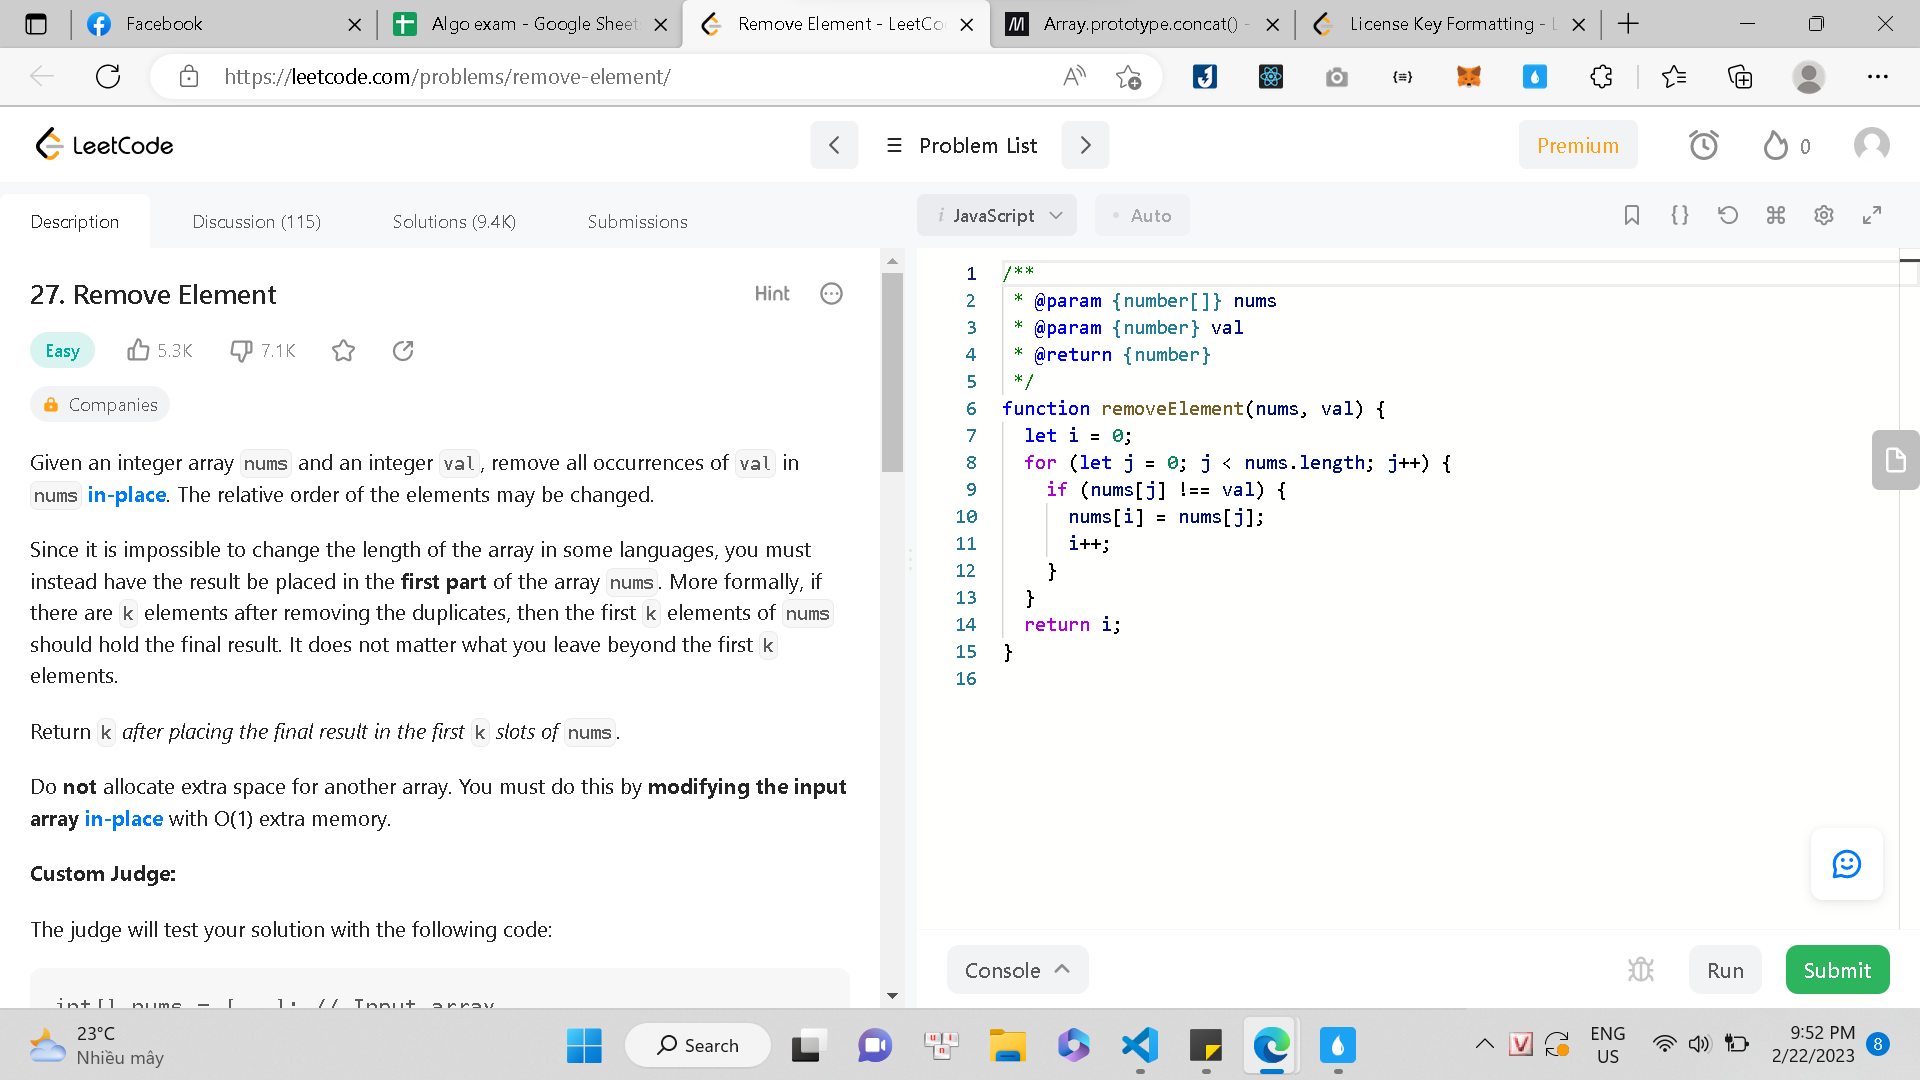 Facebook
Algo exam - Google Sheet
Remove Element - LeetCo
Array.prototype.concat() -
License Key Formatting - L
https://leetcode.com/problems/remove-element/
LeetCode
Problem List
Premium
0
Description
Discussion (115)
Solutions (9.4K)
Submissions
i JavaScript
• Auto
27. Remove Element
Hint
Easy
5.3K
7.1K
Companies
Given an integer array nums and an integer val, remove all occurrences of val in
nums in-place. The relative order of the elements may be changed.
Since it is impossible to change the length of the array in some languages, you must
instead have the result be placed in the first part of the array nums. More formally, if
there are k elements after removing the duplicates, then the first k elements of nums
should hold the final result. It does not matter what you leave beyond the first k
elements.
Return k after placing the final result in the first k slots of nums.
Do not allocate extra space for another array. You must do this by modifying the input
array in-place with O(1) extra memory.
Custom Judge:
The judge will test your solution with the following code:
int[] nums = [...]; // Input array
1 /**
2 * @param {number[]} nums
3 * @param {number} val
4 * @return {number}
5 */
6 function removeElement(nums, val) {
7 let i = 0;
8 for (let j = 0; j < nums.length; j++) {
9 if (nums[j] !== val) {
10 nums[i] = nums[j];
11 i++;
12 }
13 }
14 return i;
15 }
16
Console
Run
Submit
23°C
Nhiều mây
Search
ENG
US
9:52 PM
2/22/2023
8